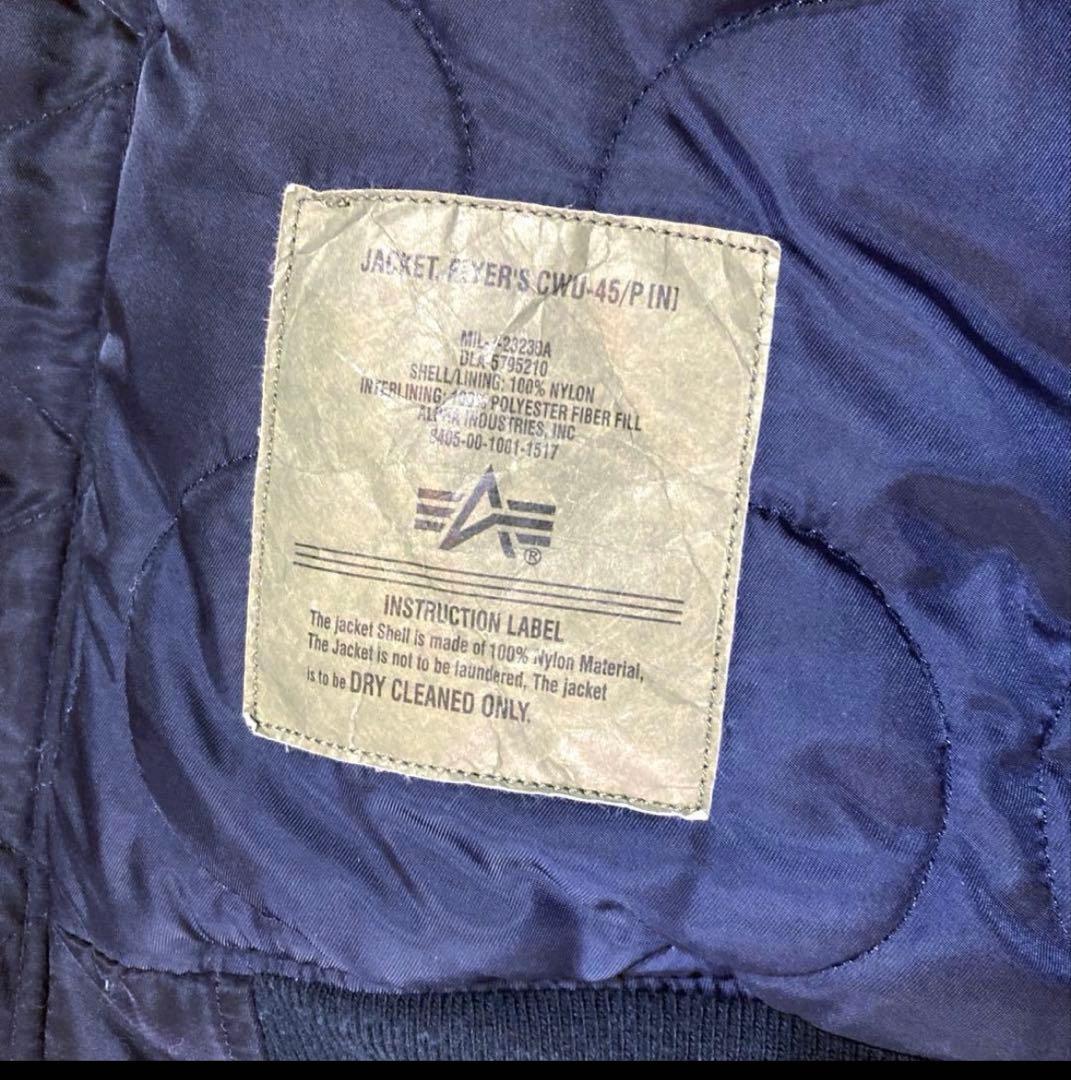 JACKET, FLYER'S CWU-45/P [N]
23239A
DLA 5795210
SHELL/LINING: 100% NYLON
INTERLINING: 100% POLYESTER FIBER FILL
ALPHA INDUSTRIES, INC
8405-00-1001-1517
®
INSTRUCTION LABEL
The jacket Shell is made of 100% Nylon Material,
The Jacket is not to be laundered, The jacket
is to be DRY CLEANED ONLY.